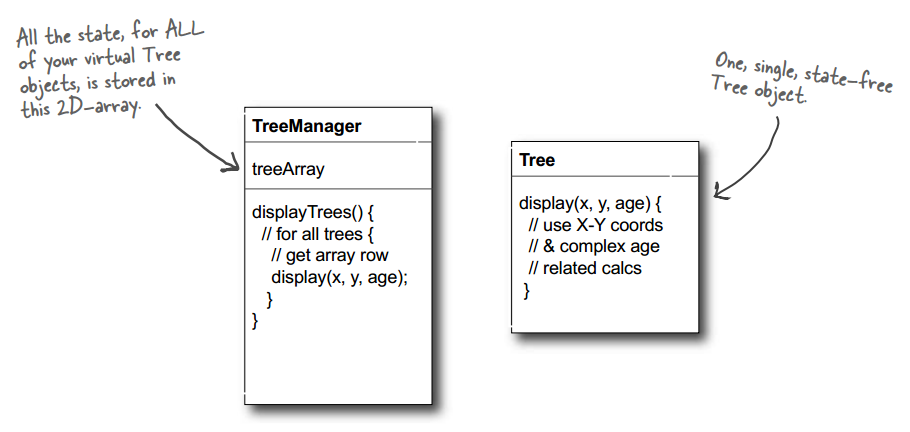 All the state, for ALL
of your virtual Tree
objects, is stored in
this 2D-array.
TreeManager
treeArray
displayTrees() {
// for all trees {
// get array row
display(x, y, age);
}
}
One, single, state-free
Tree object.
Tree
display(x, y, age) {
// use X-Y coords
// & complex age
// related calcs
}